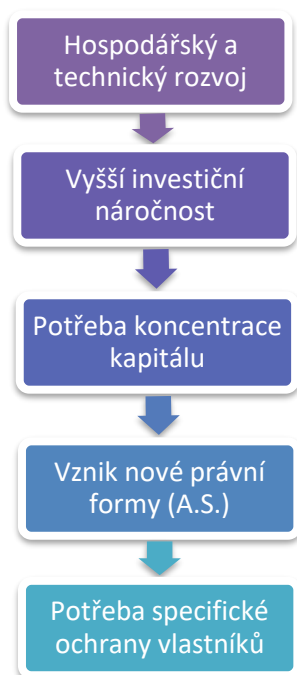 Hospodářský a
technický rozvoj
Vyšší investiční
náročnost
Potřeba koncentrace
kapitálu
Vznik nové právní
formy (A.S.)
Potřeba specifické
ochrany vlastníků